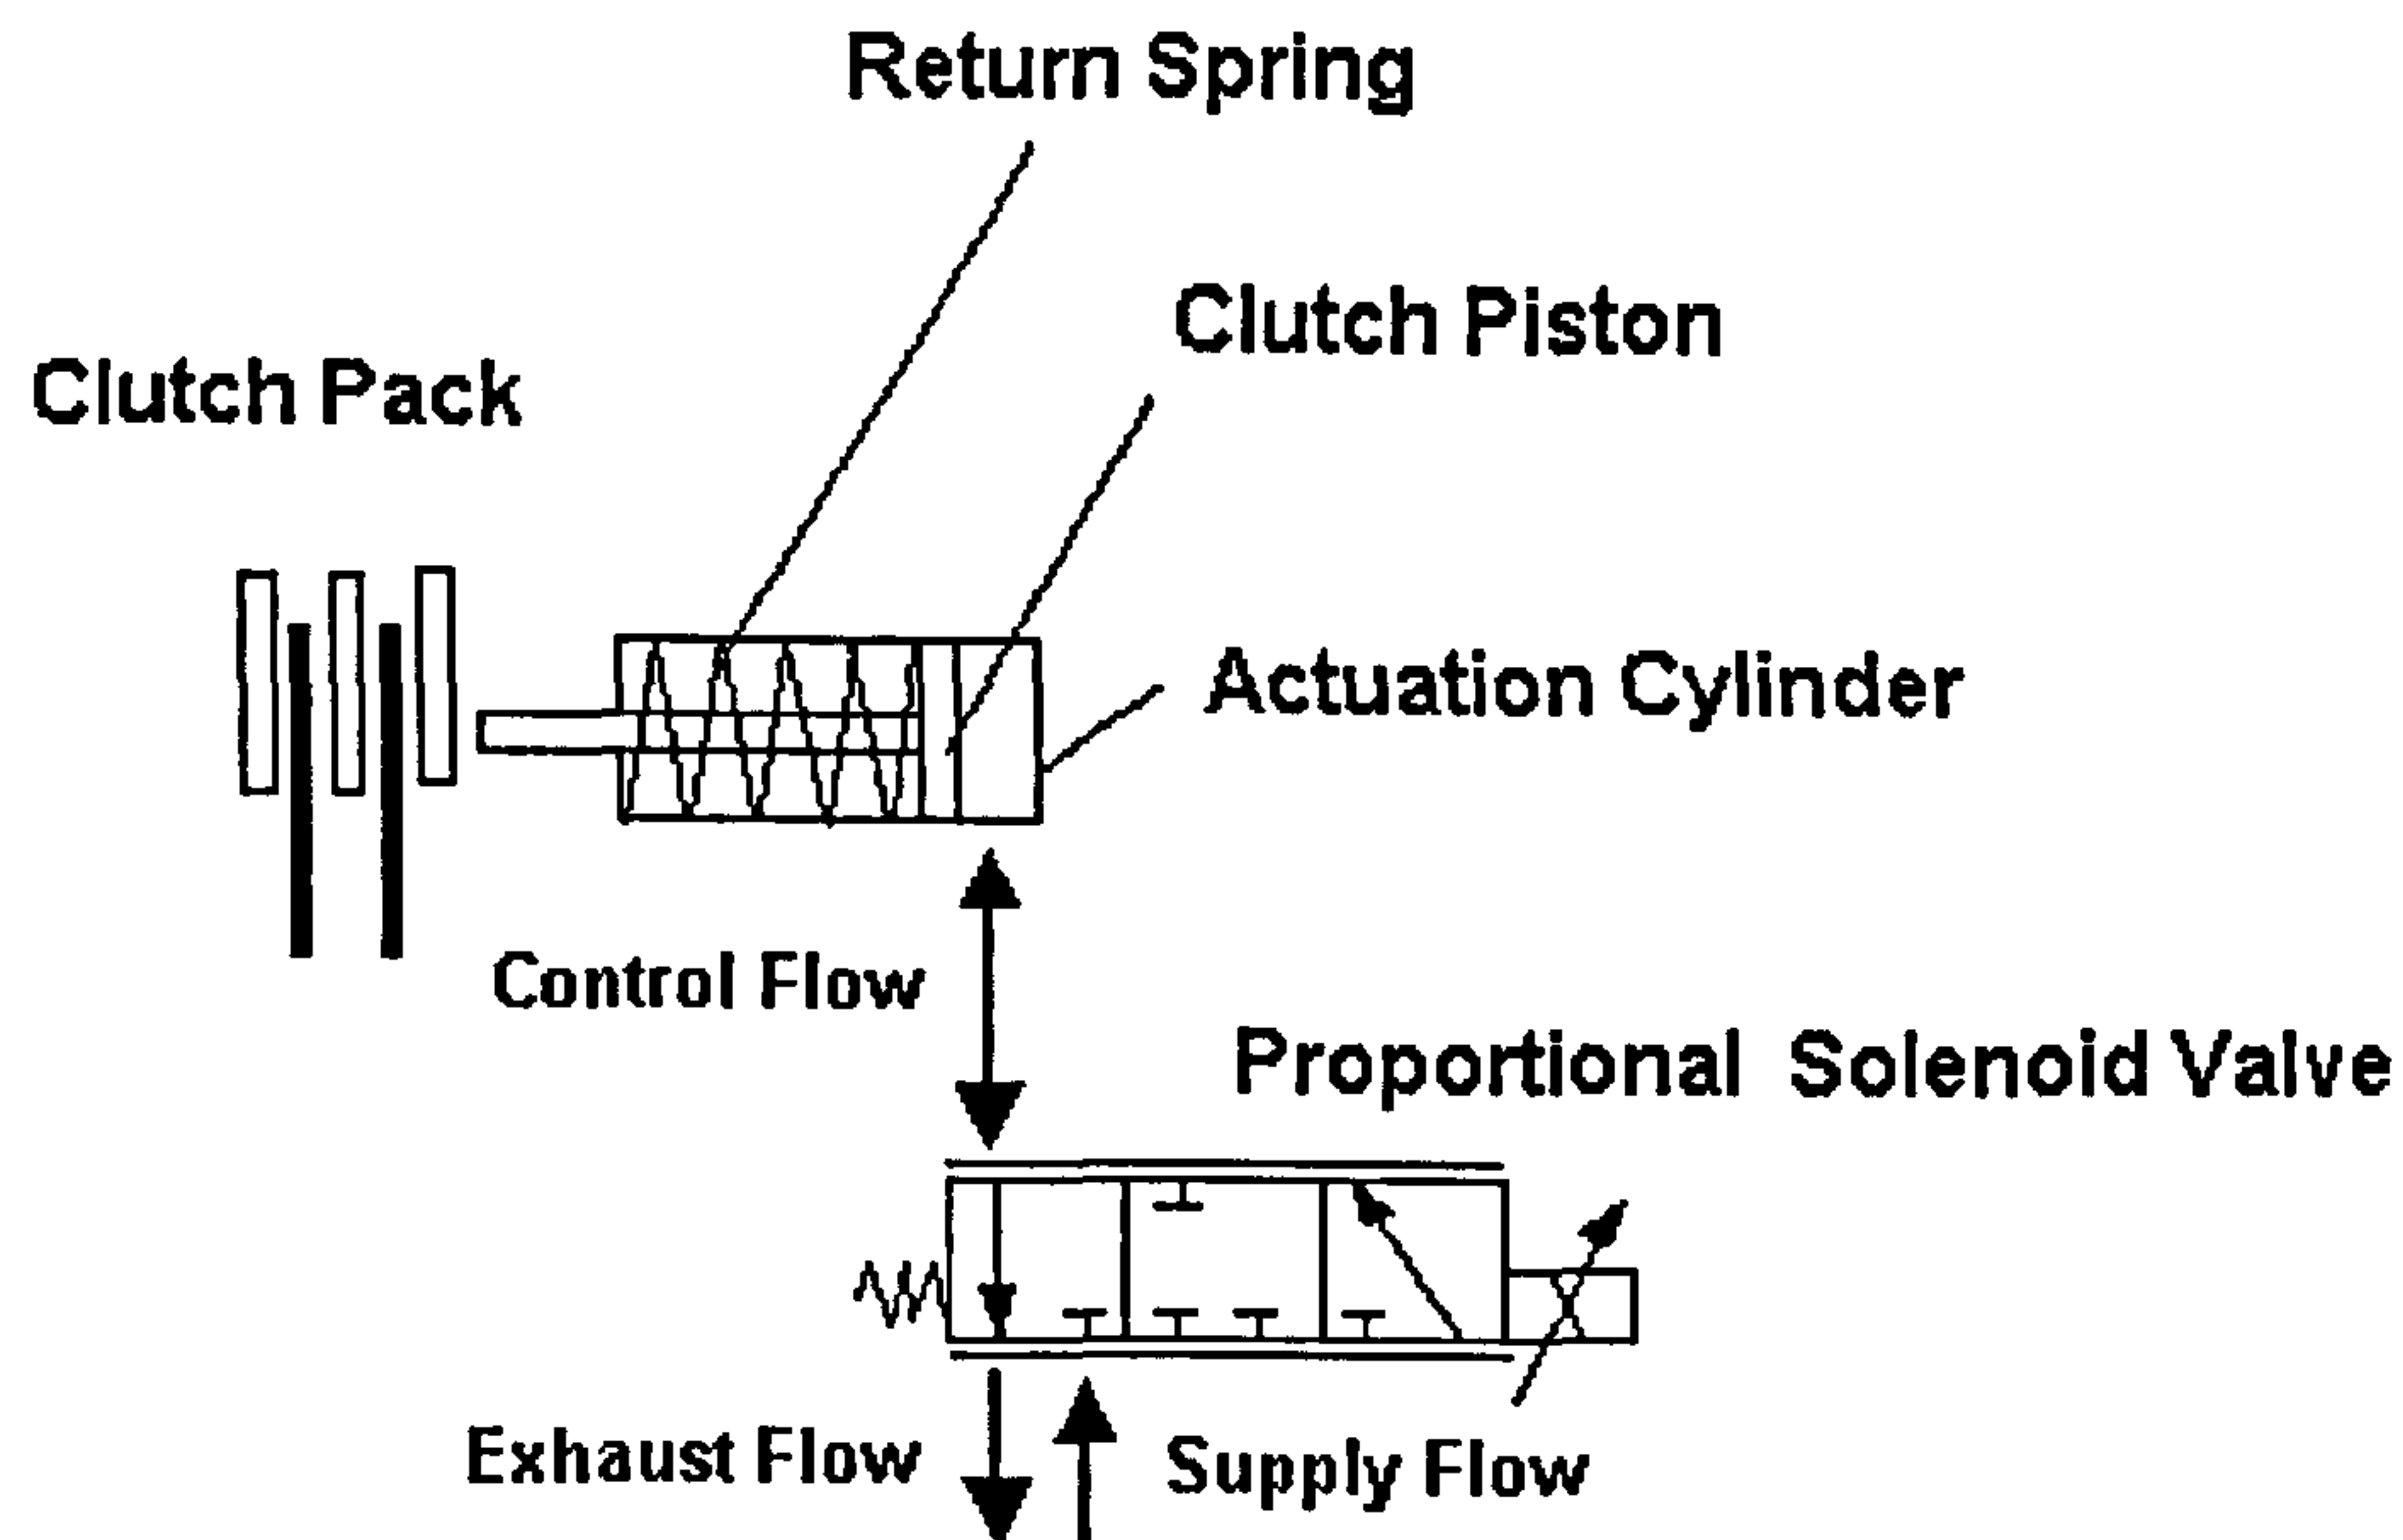 Return Spring
Clutch Piston
Clutch Pack
Actuation Cylinder
Control Flow
Proportional Solenoid Valve
Exhaust Flow
Supply Flow